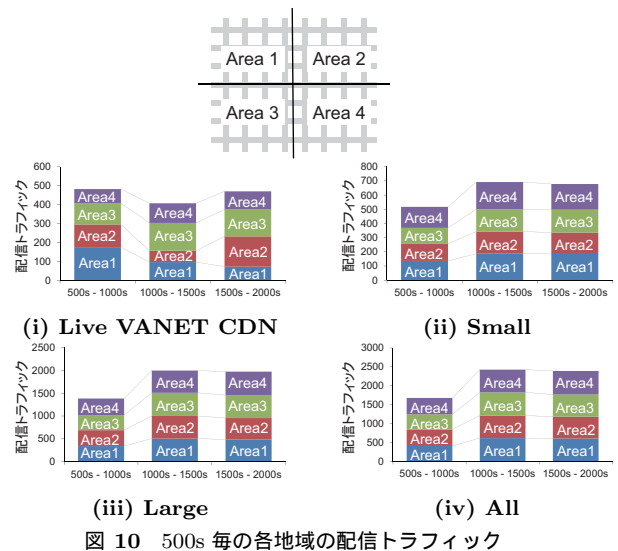 Area 1 Area 2
Area 3 Area 4
配信トラフィック
600
500
400
300
200
100
0
Area4 Area4 Area4
Area3 Area3 Area3
Area2 Area2 Area2
Area1 Area1 Area1
500s - 1000s 1000s - 1500s 1500s - 2000s
(i) Live VANET CDN
配信トラフィック
800
700
600
500
400
300
200
100
0
Area4 Area4 Area4
Area3 Area3 Area3
Area2 Area2 Area2
Area1 Area1 Area1
500s - 1000s 1000s - 1500s 1500s - 2000s
(ii) Small
配信トラフィック
2500
2000
1500
1000
500
0
Area4 Area4 Area4
Area3 Area3 Area3
Area2 Area2 Area2
Area1 Area1 Area1
500s - 1000s 1000s - 1500s 1500s - 2000s
(iii) Large
配信トラフィック
3000
2500
2000
1500
1000
500
0
Area4 Area4 Area4
Area3 Area3 Area3
Area2 Area2 Area2
Area1 Area1 Area1
500s - 1000s 1000s - 1500s 1500s - 2000s
(iv) All
図 10 500s 毎の各地域の配信トラフィック